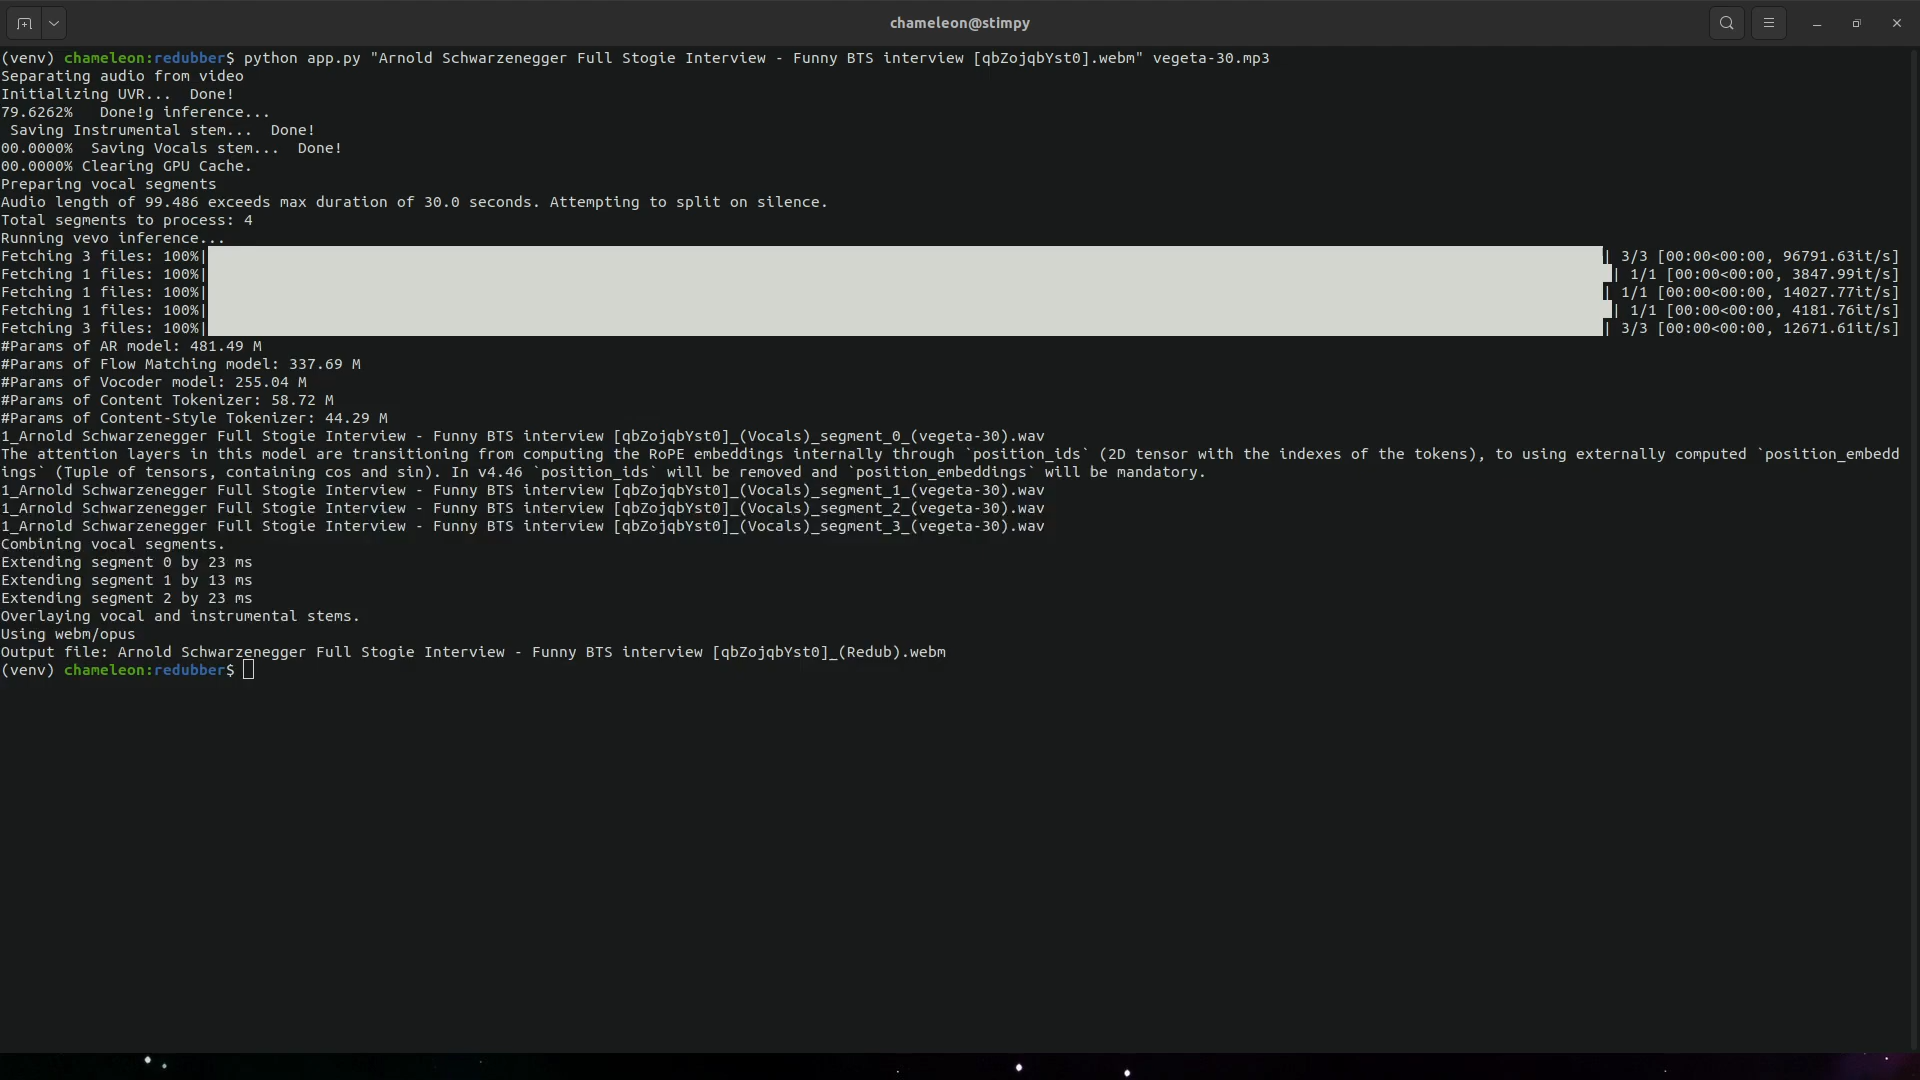 chameleon@stimpy
(venv) chameleon:redubber$ python app.py "Arnold Schwarzenegger Full Stogie Interview - Funny BTS interview [qbZojqbYst0].webm" vegeta-30.mp3
Separating audio from video
Initializing UVR...  Done!
79.6262%   Done!g inference...
 Saving Instrumental stem...  Done!
00.0000%  Saving Vocals stem...  Done!
00.0000% Clearing GPU Cache.
Preparing vocal segments
Audio length of 99.486 exceeds max duration of 30.0 seconds. Attempting to split on silence.
Total segments to process: 4
Running vevo inference...
Fetching 3 files: 100%| | 3/3 [00:00<00:00, 96791.63it/s]
Fetching 1 files: 100%| | 1/1 [00:00<00:00, 3847.99it/s]
Fetching 1 files: 100%| | 1/1 [00:00<00:00, 14027.77it/s]
Fetching 1 files: 100%| | 1/1 [00:00<00:00, 4181.76it/s]
Fetching 3 files: 100%| | 3/3 [00:00<00:00, 12671.61it/s]
#Params of AR model: 481.49 M
#Params of Flow Matching model: 337.69 M
#Params of Vocoder model: 255.04 M
#Params of Content Tokenizer: 58.72 M
#Params of Content-Style Tokenizer: 44.29 M
1_Arnold Schwarzenegger Full Stogie Interview - Funny BTS interview [qbZojqbYst0]_(Vocals)_segment_0_(vegeta-30).wav
The attention layers in this model are transitioning from computing the RoPE embeddings internally through `position_ids` (2D tensor with the indexes of the tokens), to using externally computed `position_embedd
ings` (Tuple of tensors, containing cos and sin). In v4.46 `position_ids` will be removed and `position_embeddings` will be mandatory.
1_Arnold Schwarzenegger Full Stogie Interview - Funny BTS interview [qbZojqbYst0]_(Vocals)_segment_1_(vegeta-30).wav
1_Arnold Schwarzenegger Full Stogie Interview - Funny BTS interview [qbZojqbYst0]_(Vocals)_segment_2_(vegeta-30).wav
1_Arnold Schwarzenegger Full Stogie Interview - Funny BTS interview [qbZojqbYst0]_(Vocals)_segment_3_(vegeta-30).wav
Combining vocal segments.
Extending segment 0 by 23 ms
Extending segment 1 by 13 ms
Extending segment 2 by 23 ms
Overlaying vocal and instrumental stems.
Using webm/opus
Output file: Arnold Schwarzenegger Full Stogie Interview - Funny BTS interview [qbZojqbYst0]_(Redub).webm
(venv) chameleon:redubber$